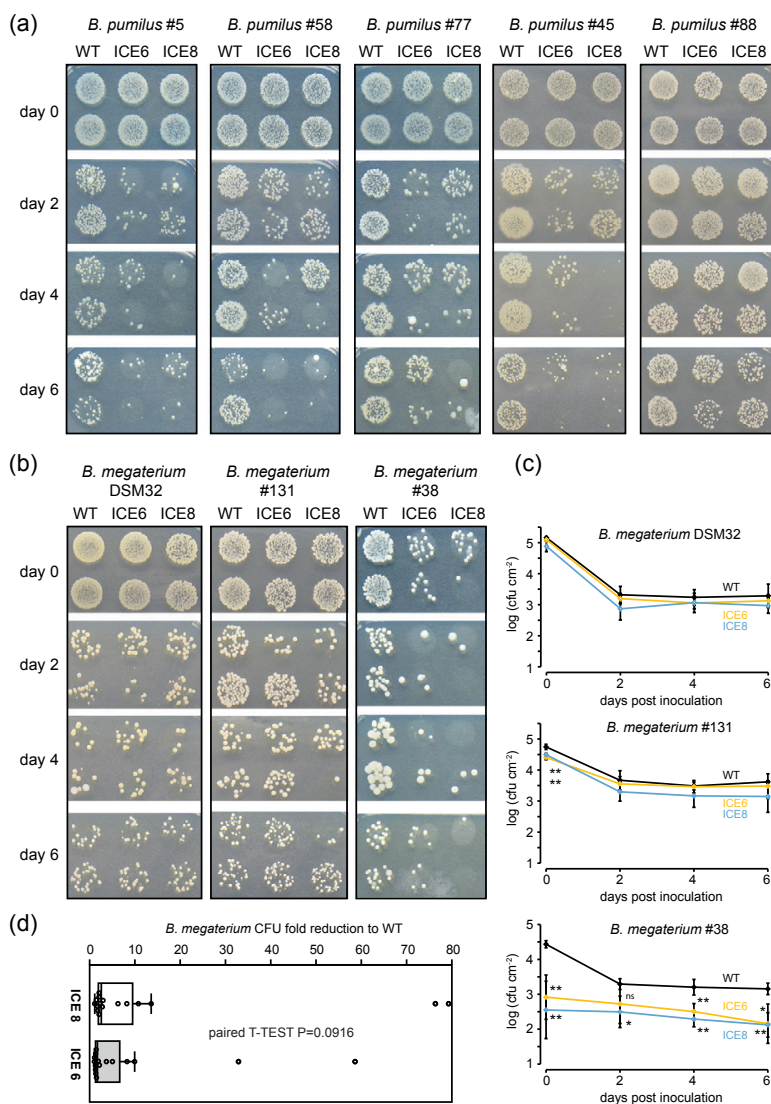 (a)
B. pumilus #5 B. pumilus #58 B. pumilus #77 B. pumilus #45 B. pumilus #88
WT ICE6 ICE8 WT ICE6 ICE8 WT ICE6 ICE8 WT ICE6 ICE8 WT ICE6 ICE8
day 0
day 2
day 4
day 6
(b)
B. megaterium DSM32
B. megaterium #131
B. megaterium #38
WT ICE6 ICE8 WT ICE6 ICE8 WT ICE6 ICE8
day 0
day 2
day 4
day 6
(c)
B. megaterium DSM32
log (cfu cm⁻²)
5
4
3
2
1
WT
ICE6
ICE8
0 2 4 6
days post inoculation
B. megaterium #131
log (cfu cm⁻²)
5
4
3
2
1
**
**
WT
ICE6
ICE8
0 2 4 6
days post inoculation
B. megaterium #38
log (cfu cm⁻²)
5
4
3
2
1
WT
** ns ** *
ICE6
** * ** **
ICE8
0 2 4 6
days post inoculation
(d)
B. megaterium CFU fold reduction to WT
0 10 20 30 40 50 60 70 80
ICE 8
paired T-TEST P=0.0916
ICE 6